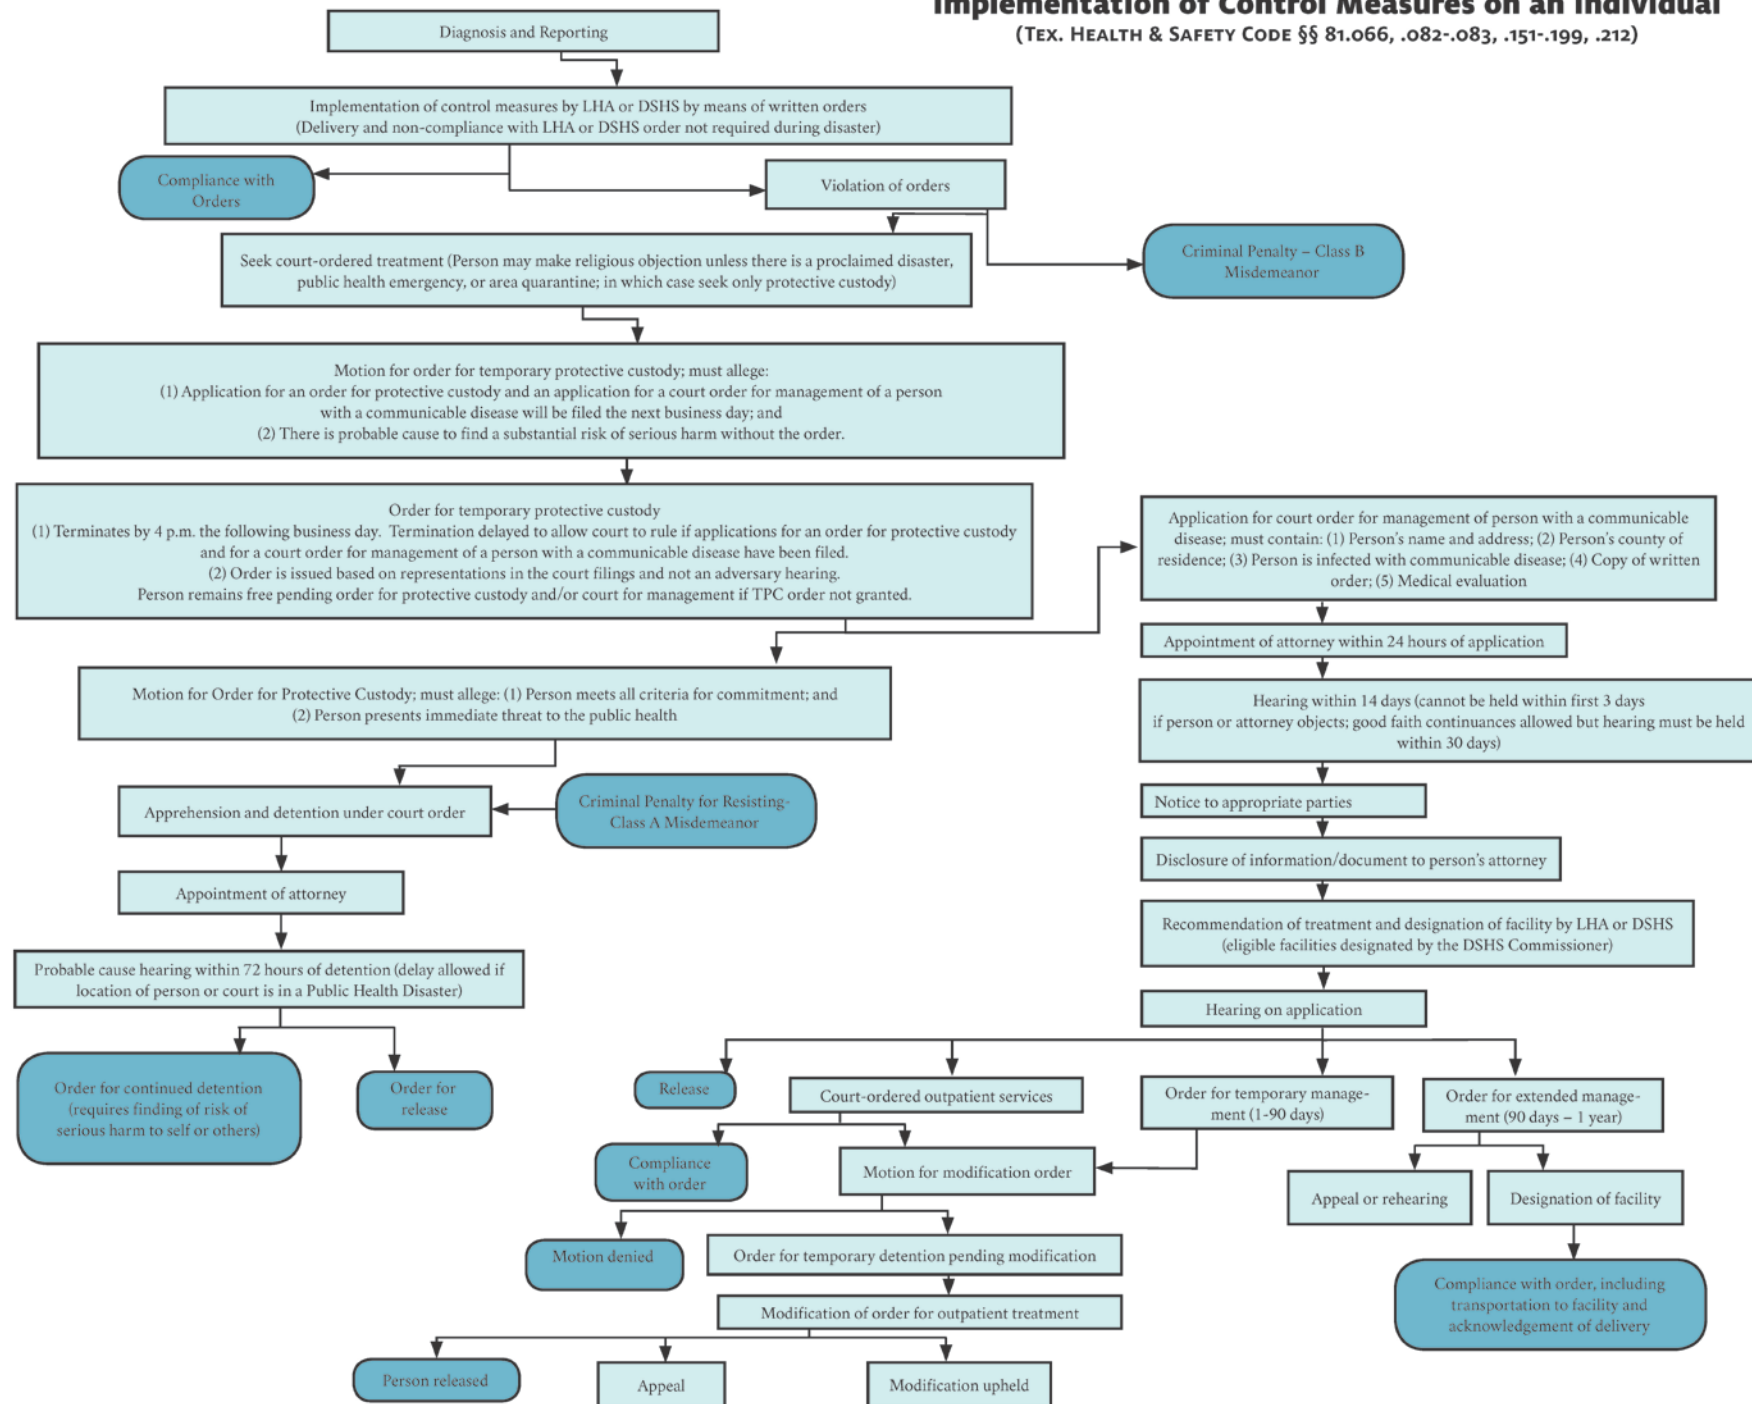 Implementation of Control Measures on an Individual
(Tex. Health & Safety Code §§ 81.066, .082-.083, .151-.199, .212)
Diagnosis and Reporting
Implementation of control measures by LHA or DSHS by means of written orders
(Delivery and non-compliance with LHA or DSHS order not required during disaster)
Compliance with
Orders
Violation of orders
Seek court-ordered treatment (Person may make religious objection unless there is a proclaimed disaster,
public health emergency, or area quarantine; in which case seek only protective custody)
Criminal Penalty – Class B
Misdemeanor
Motion for order for temporary protective custody; must allege:
(1) Application for an order for protective custody and an application for a court order for management of a person
with a communicable disease will be filed the next business day; and
(2) There is probable cause to find a substantial risk of serious harm without the order.
Order for temporary protective custody
(1) Terminates by 4 p.m. the following business day. Termination delayed to allow court to rule if applications for an order for protective custody
and for a court order for management of a person with a communicable disease have been filed.
(2) Order is issued based on representations in the court filings and not an adversary hearing.
Person remains free pending order for protective custody and/or court for management if TPC order not granted.
Motion for Order for Protective Custody; must allege: (1) Person meets all criteria for commitment; and
(2) Person presents immediate threat to the public health
Apprehension and detention under court order
Criminal Penalty for Resisting-
Class A Misdemeanor
Appointment of attorney
Probable cause hearing within 72 hours of detention (delay allowed if
location of person or court is in a Public Health Disaster)
Order for continued detention
(requires finding of risk of
serious harm to self or others)
Order for
release
Application for court order for management of person with a communicable
disease; must contain: (1) Person's name and address; (2) Person's county of
residence; (3) Person is infected with communicable disease; (4) Copy of written
order; (5) Medical evaluation
Appointment of attorney within 24 hours of application
Hearing within 14 days (cannot be held within first 3 days
if person or attorney objects; good faith continuances allowed but hearing must be held
within 30 days)
Notice to appropriate parties
Disclosure of information/document to person's attorney
Recommendation of treatment and designation of facility by LHA or DSHS
(eligible facilities designated by the DSHS Commissioner)
Hearing on application
Release
Court-ordered outpatient services
Order for temporary manage-
ment (1-90 days)
Order for extended manage-
ment (90 days – 1 year)
Compliance
with order
Motion for modification order
Appeal or rehearing
Designation of facility
Motion denied
Order for temporary detention pending modification
Compliance with order, including
transportation to facility and
acknowledgement of delivery
Modification of order for outpatient treatment
Person released
Appeal
Modification upheld